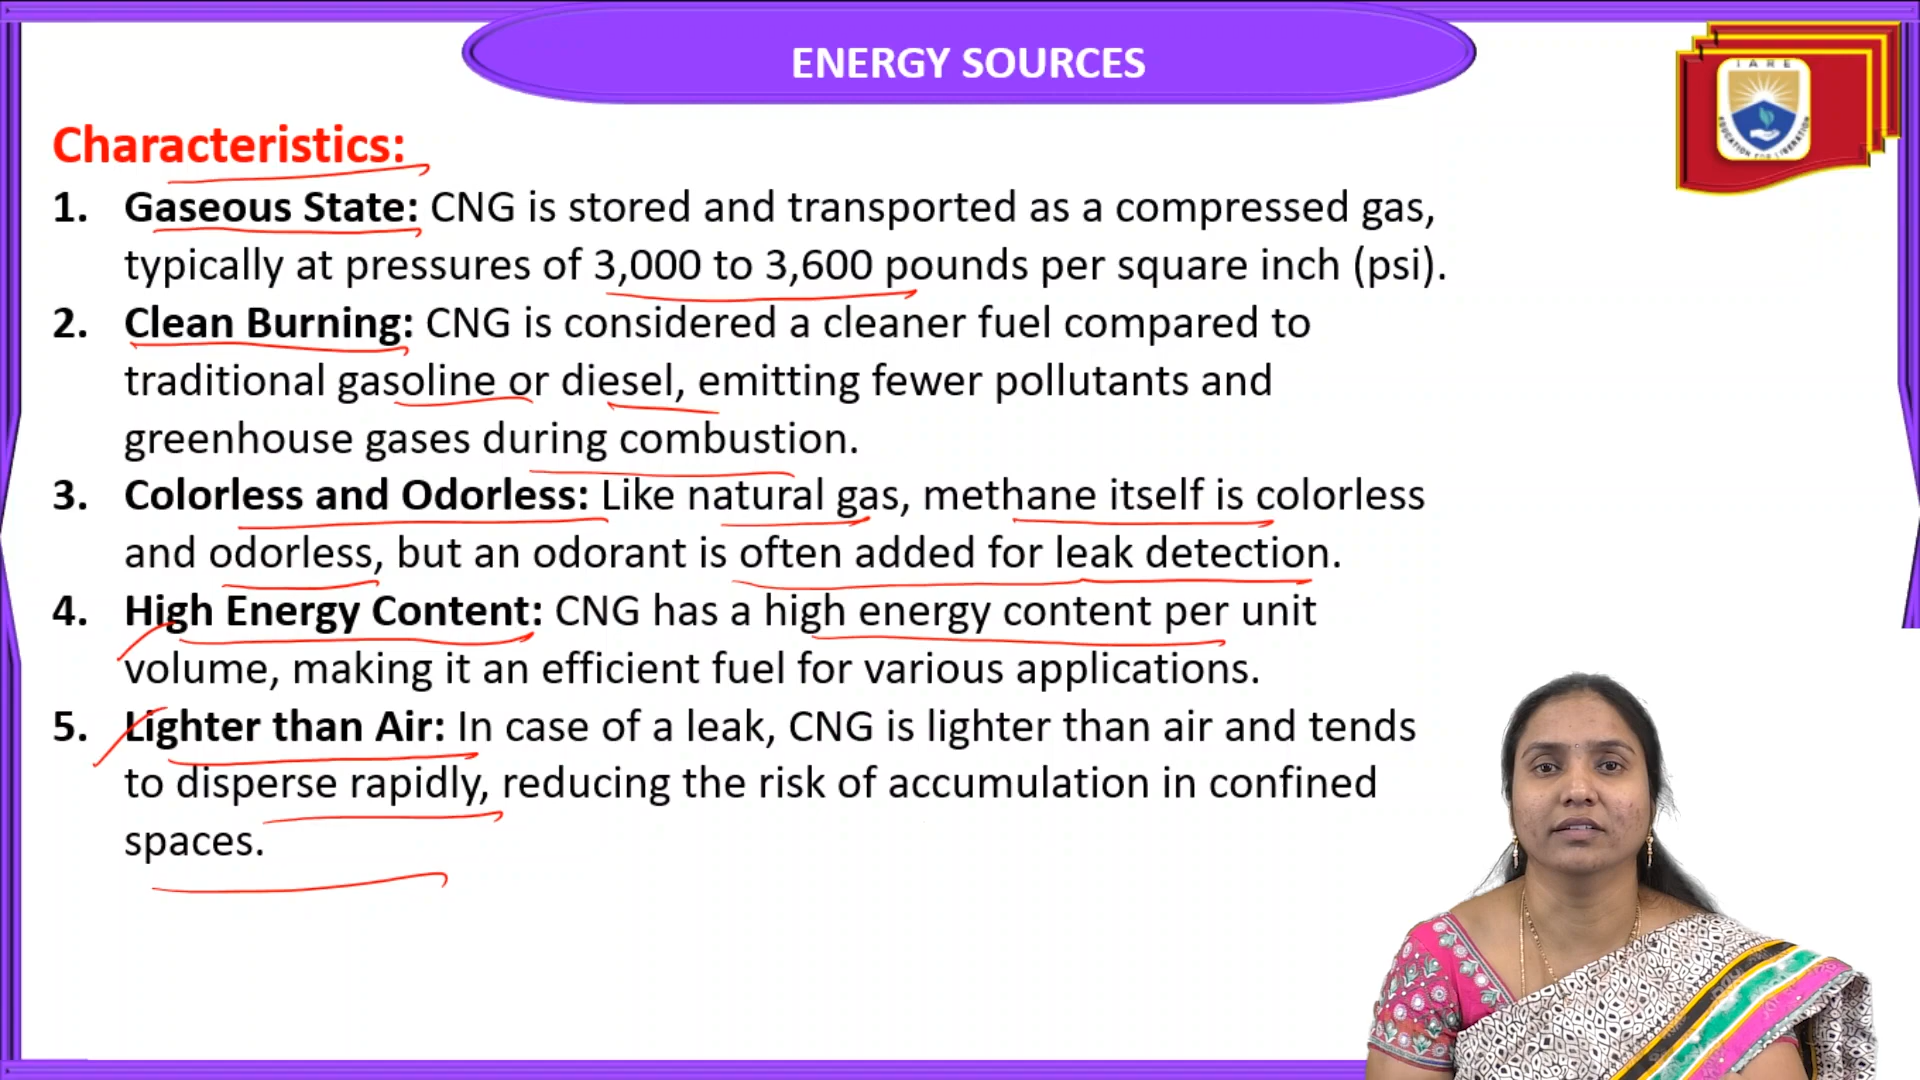 ENERGY SOURCES
IARE
EDUCATION FOR LIBERATION
Characteristics:
1. Gaseous State: CNG is stored and transported as a compressed gas,
typically at pressures of 3,000 to 3,600 pounds per square inch (psi).
2. Clean Burning: CNG is considered a cleaner fuel compared to
traditional gasoline or diesel, emitting fewer pollutants and
greenhouse gases during combustion.
3. Colorless and Odorless: Like natural gas, methane itself is colorless
and odorless, but an odorant is often added for leak detection.
4. High Energy Content: CNG has a high energy content per unit
volume, making it an efficient fuel for various applications.
5. Lighter than Air: In case of a leak, CNG is lighter than air and tends
to disperse rapidly, reducing the risk of accumulation in confined
spaces.